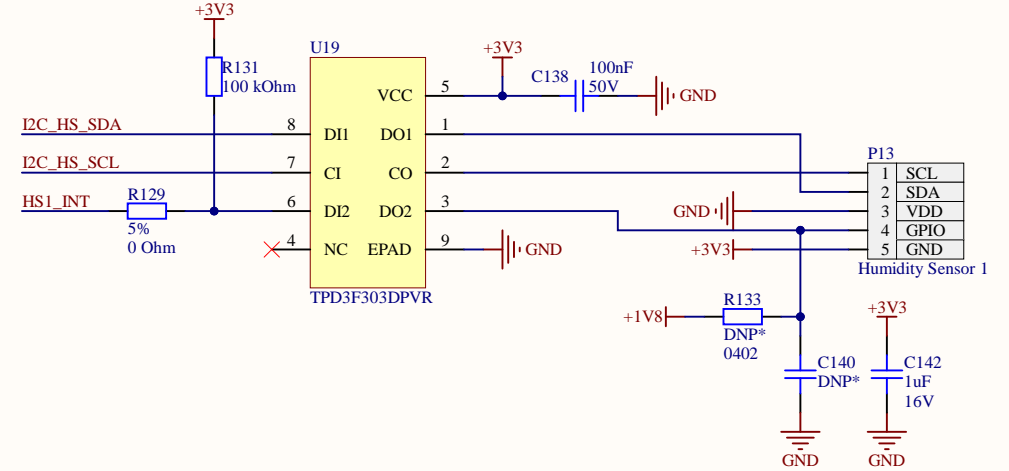 +3V3
U19
R131
100 kOhm
+3V3
C138
100nF
50V
GND
VCC
5
I2C_HS_SDA
8
DI1
DO1
1
I2C_HS_SCL
7
CI
CO
2
HS1_INT
R129
5%
0 Ohm
6
DI2
DO2
3
4
NC
EPAD
9
GND
TPD3F303DPVR
P13
1 SCL
2 SDA
GND
3 VDD
4 GPIO
+3V3
5 GND
Humidity Sensor 1
+1V8
R133
DNP*
0402
+3V3
C140
DNP*
C142
1uF
16V
GND
GND